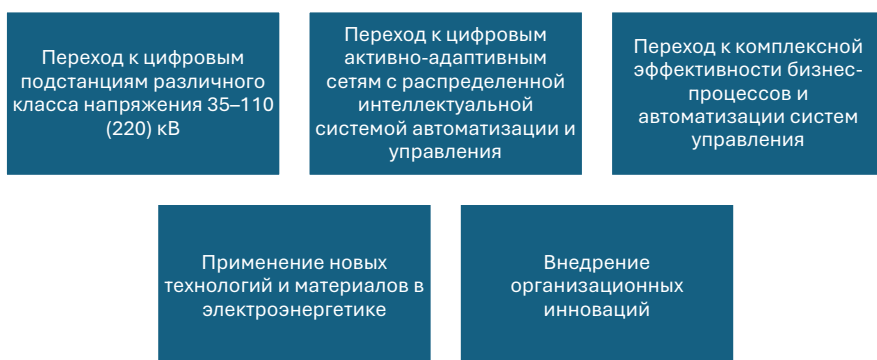 Переход к цифровым
подстанциям различного
класса напряжения 35–110
(220) кВ
Переход к цифровым
активно-адаптивным
сетям с распределенной
интеллектуальной
системой автоматизации и
управления
Переход к комплексной
эффективности бизнес-
процессов и
автоматизации систем
управления
Применение новых
технологий и материалов в
электроэнергетике
Внедрение
организационных
инноваций